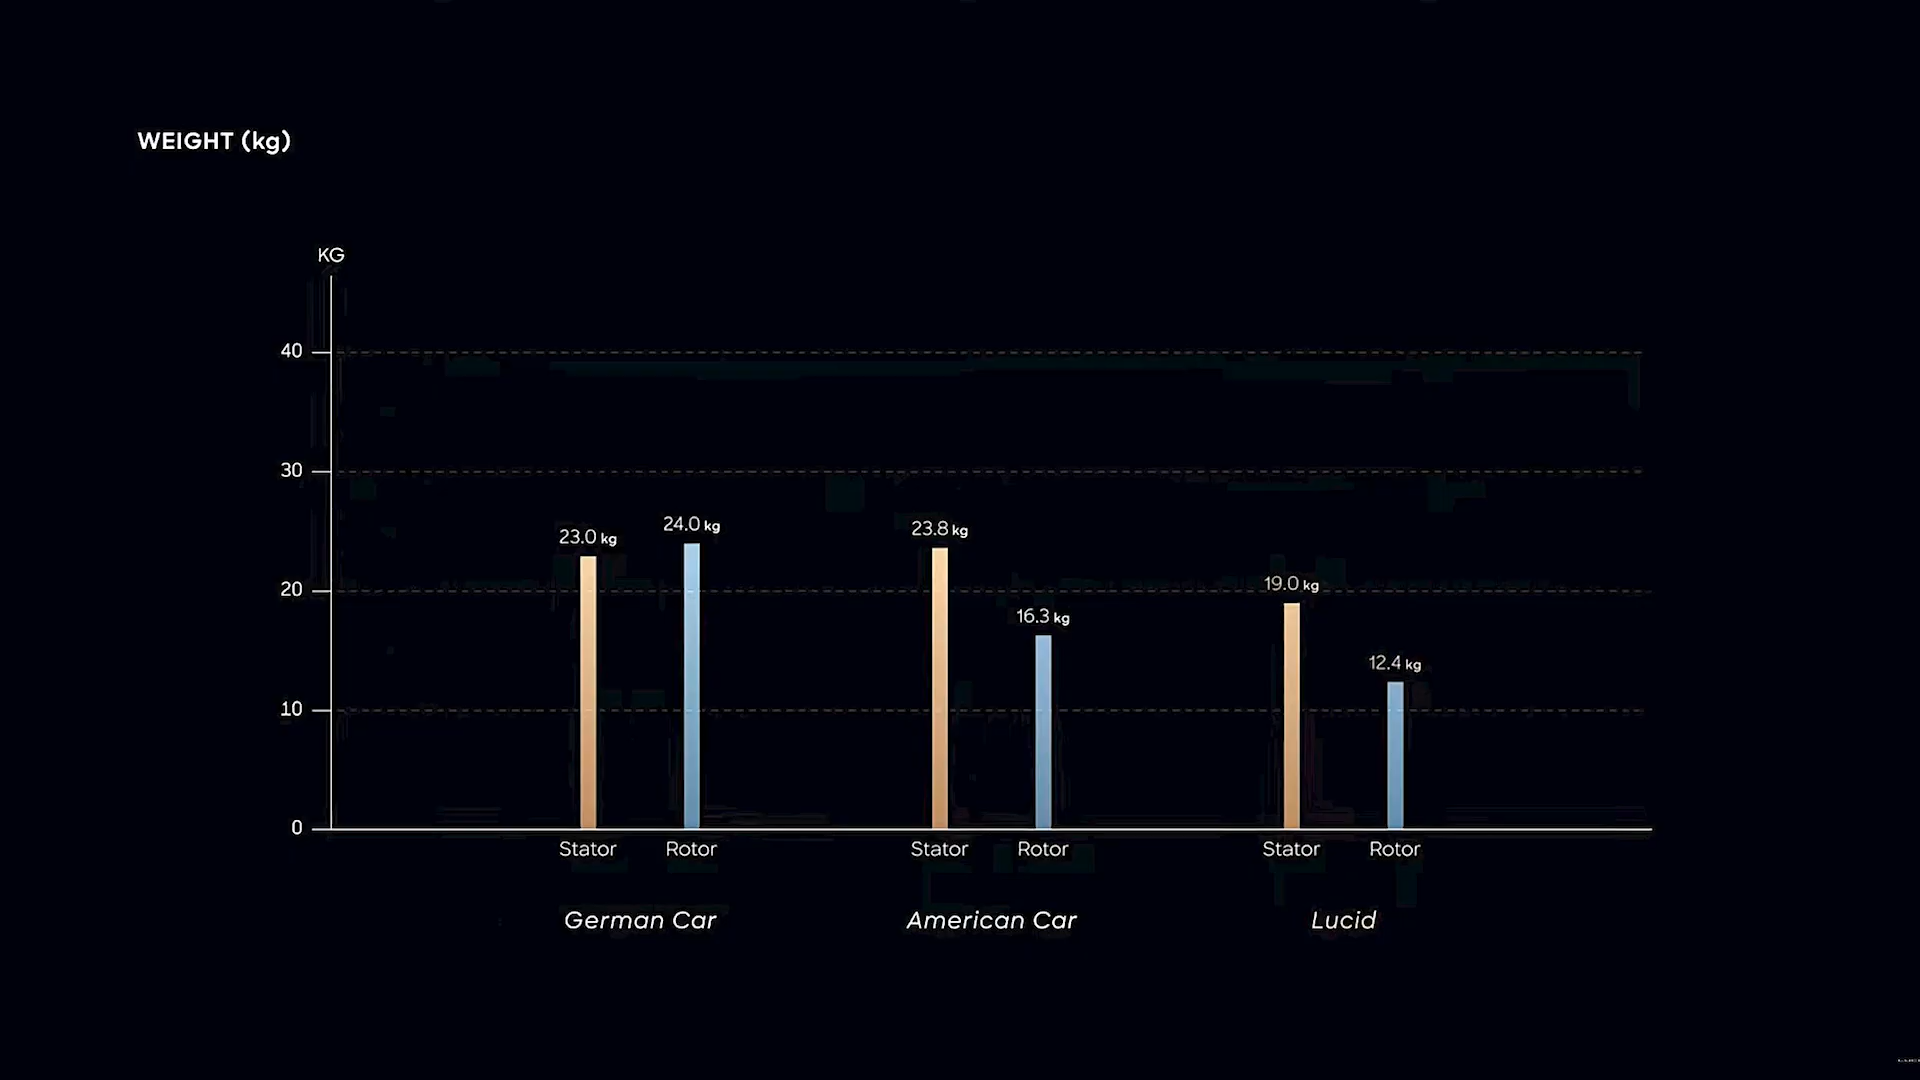 WEIGHT (kg)
KG
40
30
20
10
0
23.0 kg
24.0 kg
23.8 kg
16.3 kg
19.0 kg
12.4 kg
Stator Rotor Stator Rotor Stator Rotor
German Car American Car Lucid